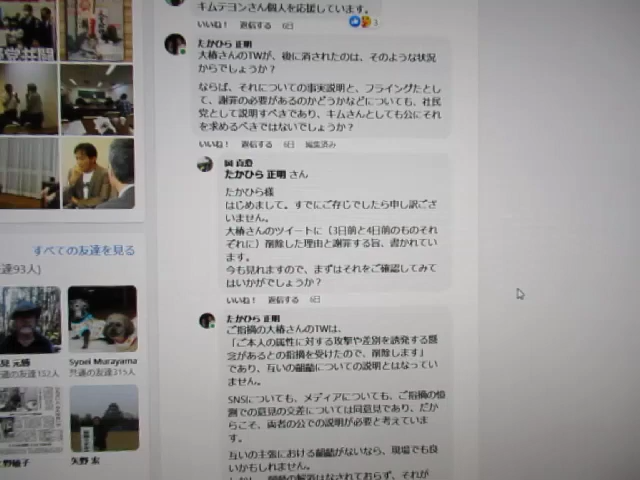 キムテヨンさん個人を応援しています。
いいね! 返信する 6日
3
たかひら 正明
大椿さんのTWが、後に消されたのは、そのような状況
からでしょうか?
ならば、それについての事実説明と、フライングだとし
て、謝罪の必要があるのかどうかなどについても、社民
党として説明すべきであり、キムさんとしても公にそれ
を求めるべきではないでしょうか?
いいね! 返信する 6日 編集済み
たかひら 正明 さん
たかひら様
はじめまして。すでにご存じでしたら申し訳ござ
いません。
大椿さんのツイートに(3日前と4日前のものそれ
ぞれに)削除した理由と謝罪する旨、書かれていま
す。
今も見れますので、まずはそれをご確認してみて
はいかがでしょうか?
いいね! 返信する 6日
たかひら 正明
ご指摘の大椿さんのTWは、
「ご本人の属性に対する攻撃や差別を誘発する懸
念があるとの指摘を受けたので、削除します」
であり、互いの齟齬についての説明とはなってい
ません。
SNSについても、メディアについても、ご指摘の憶
測での意見の交差については同意見であり、だか
らこそ、両者の公での説明が必要と考えていま
す。
互いの主張における齟齬がないなら、現場でも良
いかもしれません。
すべての友達を見る
達93人)
元勝
共通の友達132人
Syoei Murayama
共通の友達315人
矢野 宏